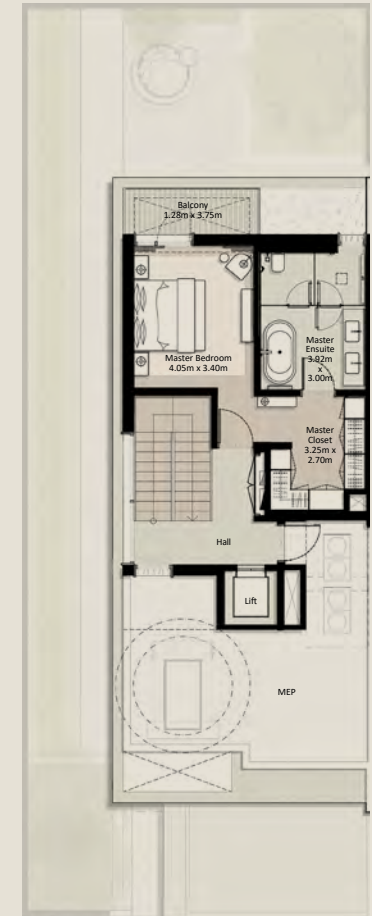 Balcony
1.28m x 3.75m
Master Bedroom
4.05m x 3.40m
Master
Ensuite
3.92m
x
3.00m
Master
Closet
3.25m x
2.70m
Hall
Lift
MEP